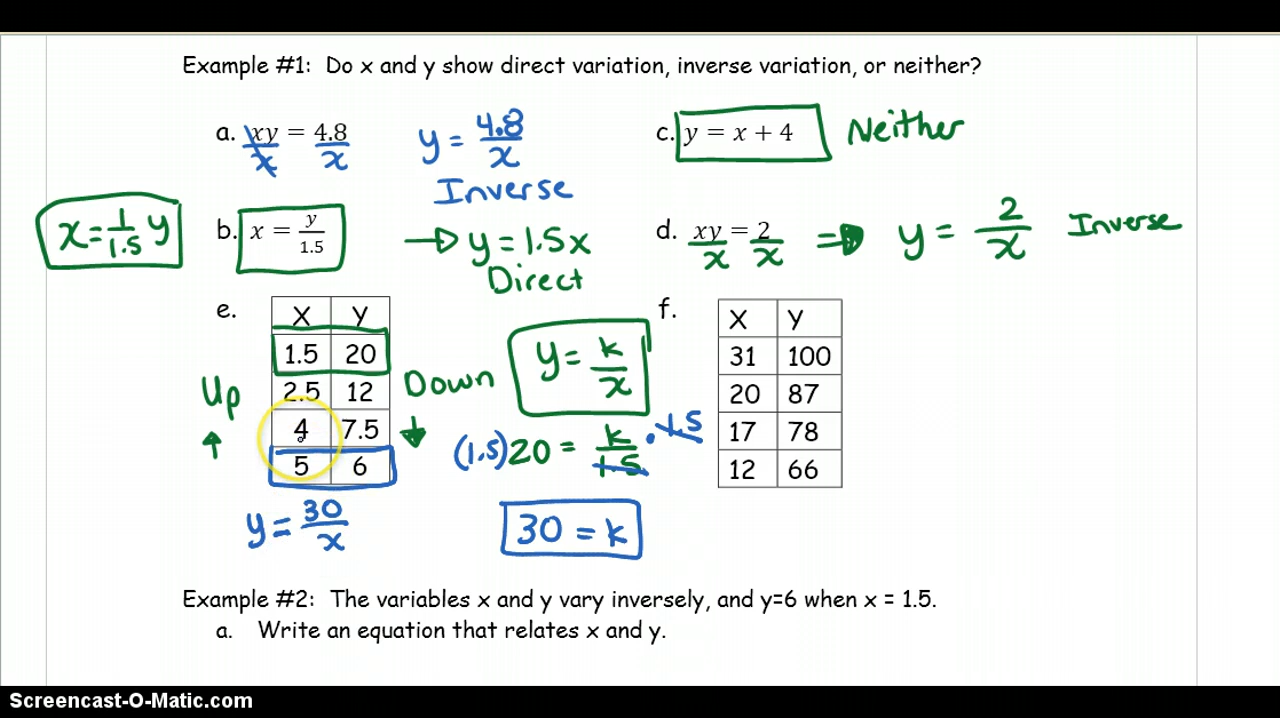 Example #1: Do x and y show direct variation, inverse variation, or neither?
a. xy/x = 4.8/x
y = 4.8/x
Inverse
c. y = x + 4
Neither
x = 1/1.5 y
b. x = y/1.5
→ y = 1.5x
Direct
d. xy/x = 2/x ⇒ y = 2/x Inverse
e.
X Y
1.5 20
2.5 12
4 7.5
5 6
Up ↑
Down ↓
y = k/x
(1.5) 20 = k/1.5 · 1.5
30 = k
y = 30/x
f.
X Y
31 100
20 87
17 78
12 66
Example #2: The variables x and y vary inversely, and y=6 when x = 1.5.
a. Write an equation that relates x and y.
Screencast-O-Matic.com